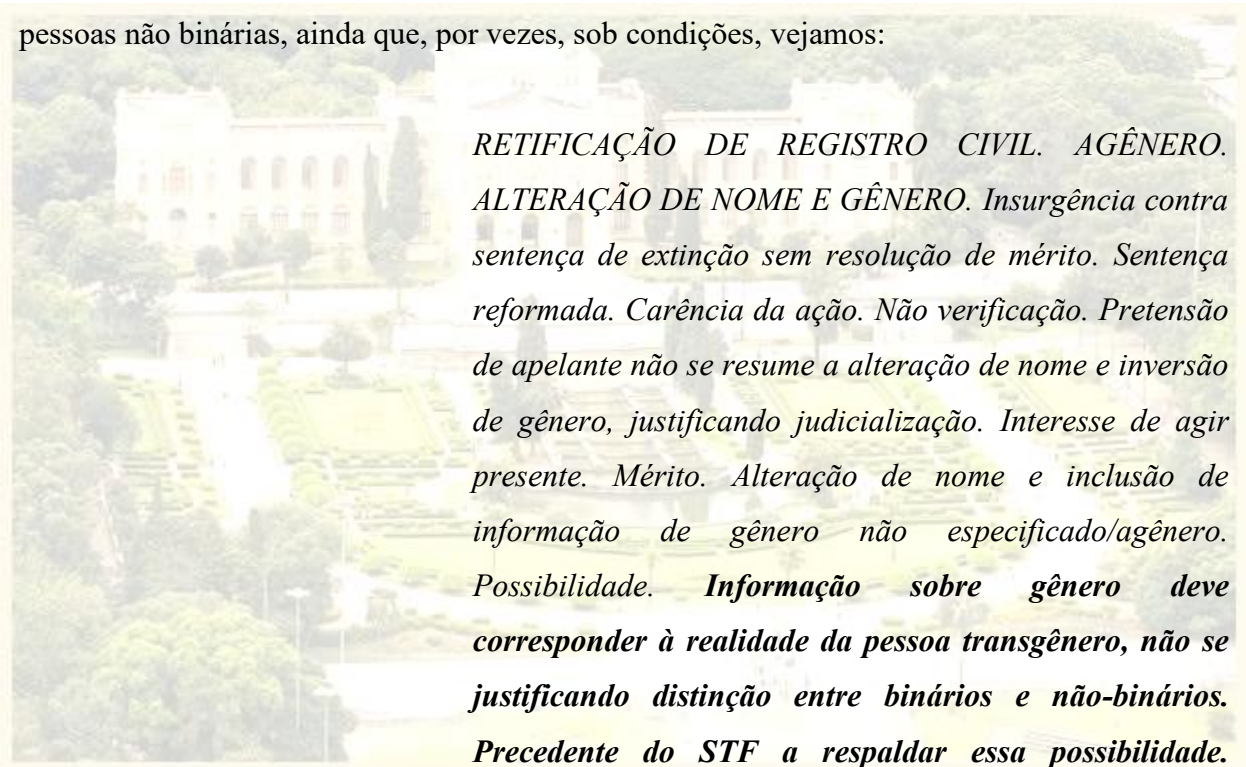 pessoas não binárias, ainda que, por vezes, sob condições, vejamos:
RETIFICAÇÃO DE REGISTRO CIVIL. AGÊNERO.
ALTERAÇÃO DE NOME E GÊNERO. Insurgência contra
sentença de extinção sem resolução de mérito. Sentença
reformada. Carência da ação. Não verificação. Pretensão
de apelante não se resume a alteração de nome e inversão
de gênero, justificando judicialização. Interesse de agir
presente. Mérito. Alteração de nome e inclusão de
informação de gênero não especificado/agênero.
Possibilidade. Informação sobre gênero deve
corresponder à realidade da pessoa transgênero, não se
justificando distinção entre binários e não-binários.
Precedente do STF a respaldar essa possibilidade.